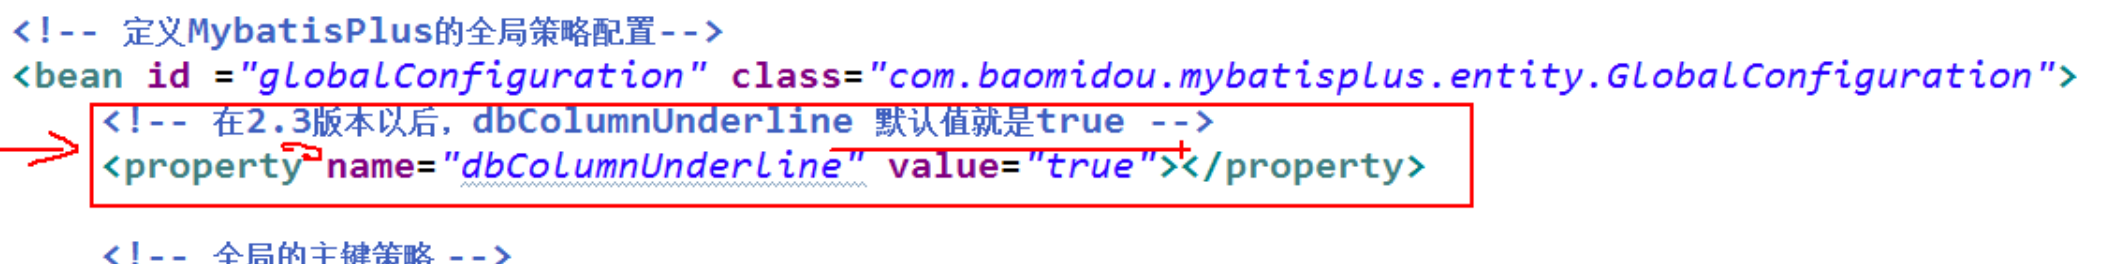 <!-- 定义MybatisPlus的全局策略配置-->
<bean id ="globalConfiguration" class="com.baomidou.mybatisplus.entity.GlobalConfiguration">
<!-- 在2.3版本以后，dbColumnUnderline 默认值就是true -->
<property name="dbColumnUnderline" value="true"></property>
<!-- 全局的主键策略 -->